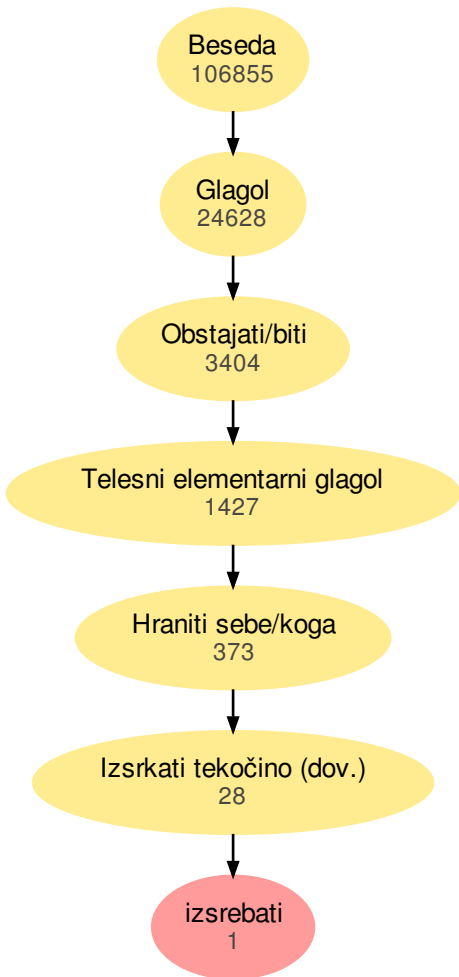 Beseda
106855
Glagol
24628
Obstajati/biti
3404
Telesni elementarni glagol
1427
Hraniti sebe/koga
373
Izsrkati tekočino (dov.)
28
izsrebati
1